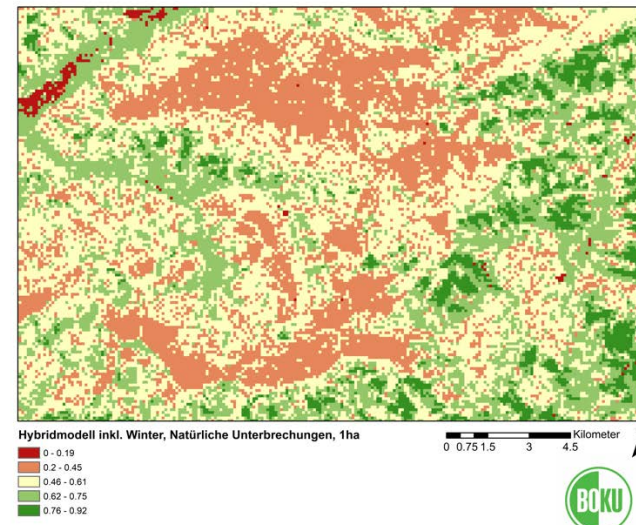 Hybridmodell inkl. Winter, Natürliche Unterbrechungen, 1ha
0 - 0.19
0.2 - 0.45
0.46 - 0.61
0.62 - 0.75
0.76 - 0.92
Kilometer
0 0.75 1.5 3 4.5
BOKU